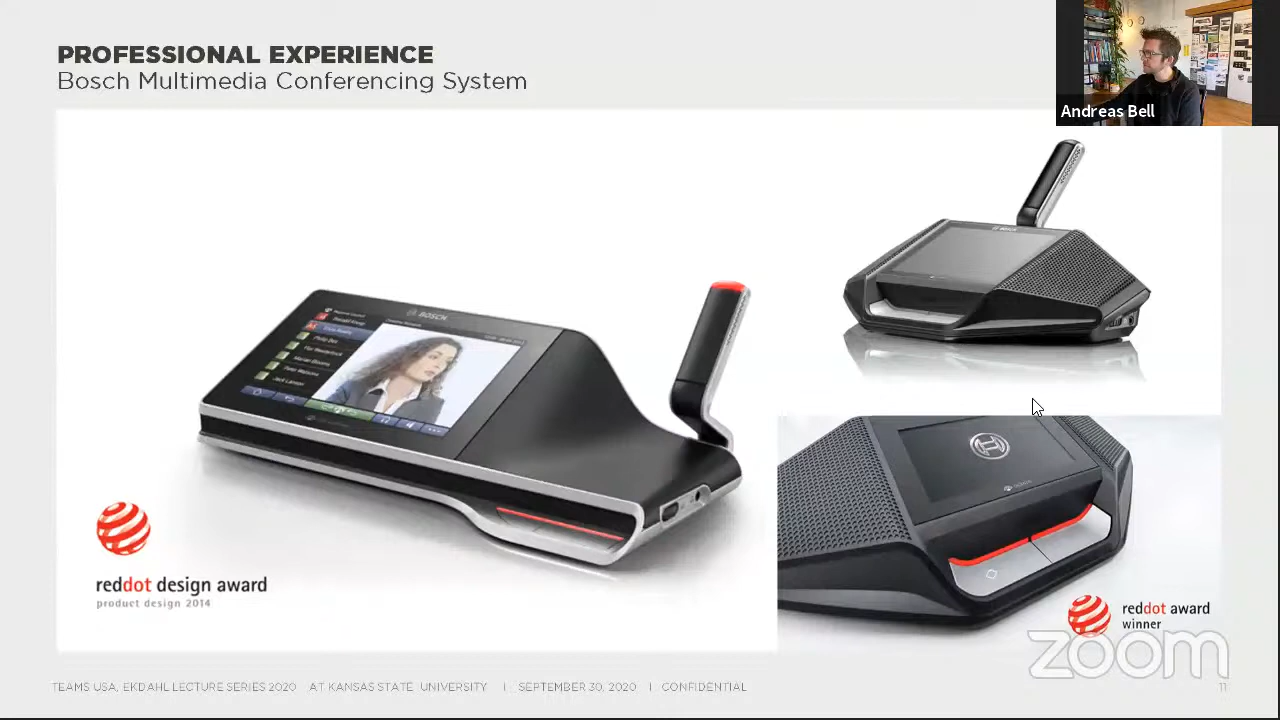 PROFESSIONAL EXPERIENCE
Bosch Multimedia Conferencing System
Andreas Bell
BOSCH
reddot design award
product design 2014
reddot award
winner
zoom
TEAMS USA, EKDAHL LECTURE SERIES 2020 AT KANSAS STATE UNIVERSITY I SEPTEMBER 30, 2020 I CONFIDENTIAL
11